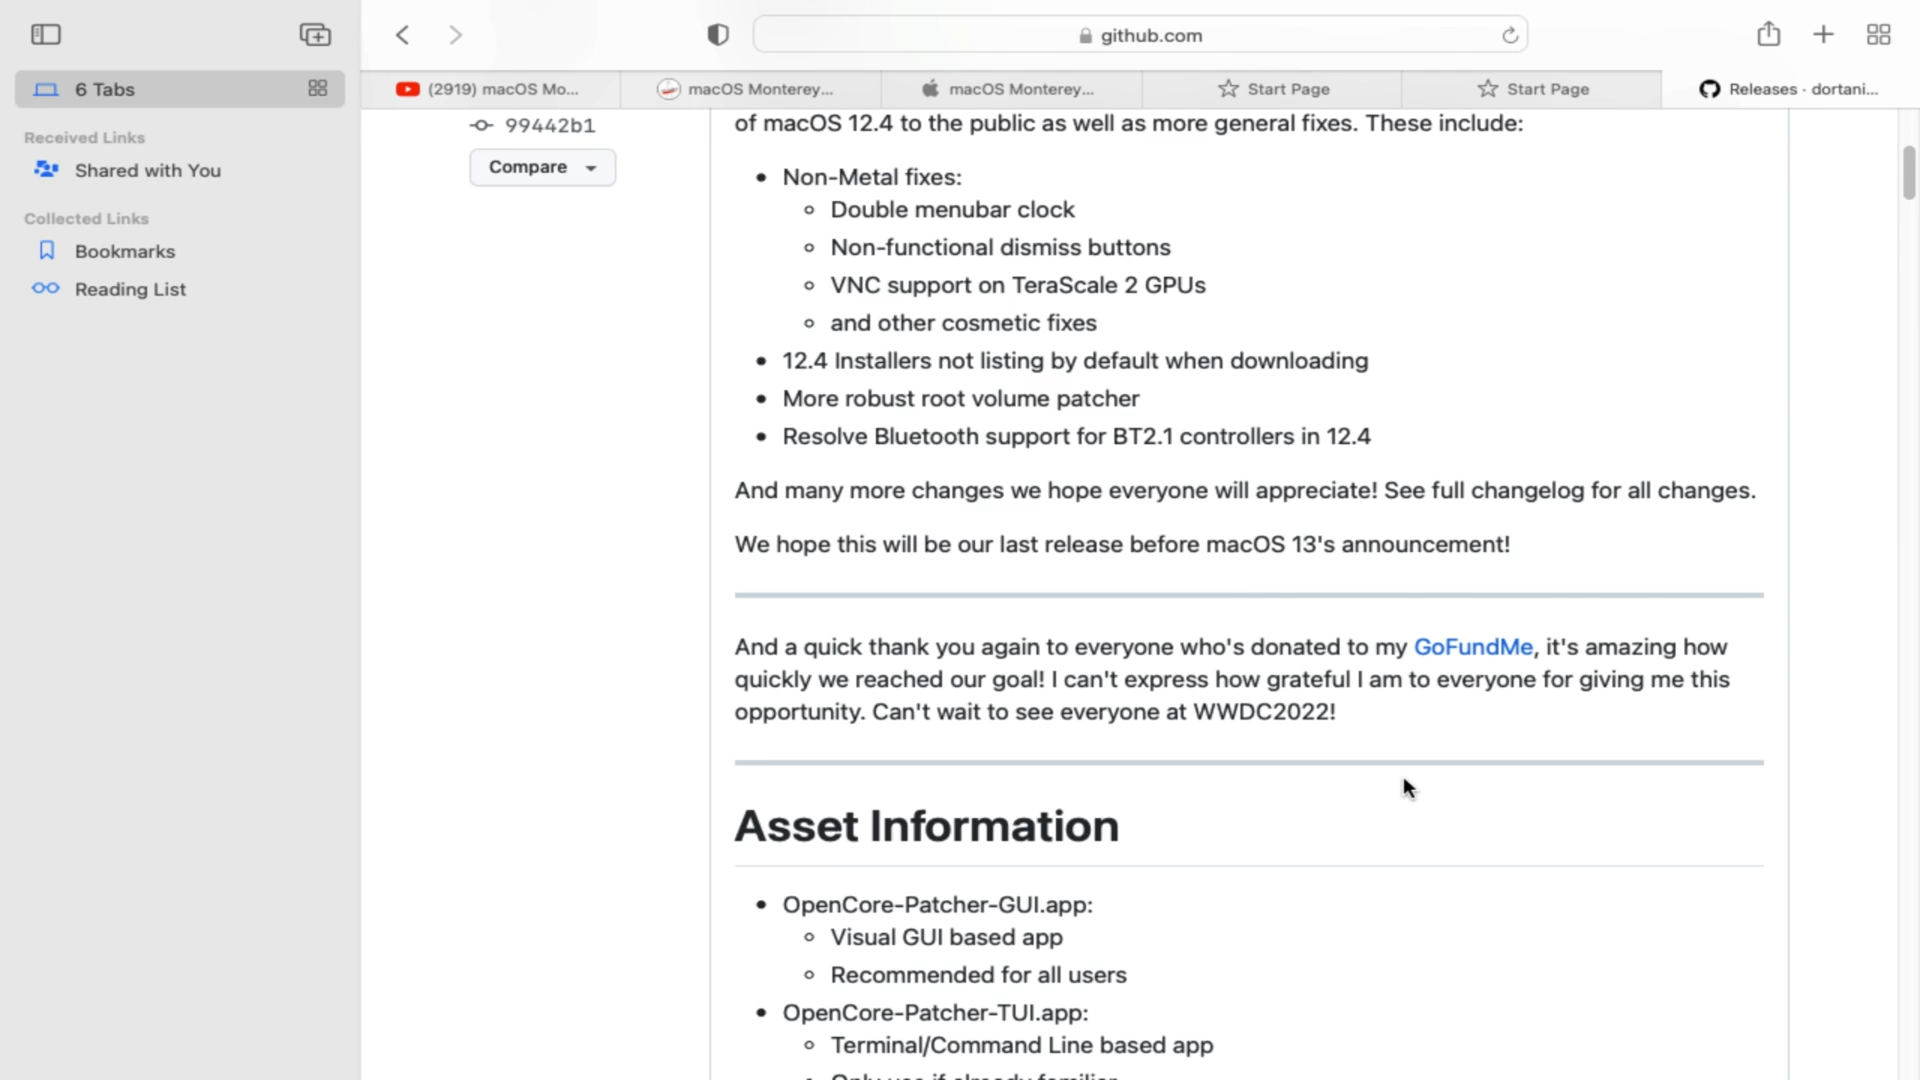 github.com
6 Tabs
(2919) macOS Mo...
macOS Monterey...
macOS Monterey...
Start Page
Start Page
Releases · dortani...
Received Links
Shared with You
Collected Links
Bookmarks
Reading List
99442b1
Compare
of macOS 12.4 to the public as well as more general fixes. These include:
Non-Metal fixes:
Double menubar clock
Non-functional dismiss buttons
VNC support on TeraScale 2 GPUs
and other cosmetic fixes
12.4 Installers not listing by default when downloading
More robust root volume patcher
Resolve Bluetooth support for BT2.1 controllers in 12.4
And many more changes we hope everyone will appreciate! See full changelog for all changes.
We hope this will be our last release before macOS 13's announcement!
And a quick thank you again to everyone who's donated to my GoFundMe, it's amazing how
quickly we reached our goal! I can't express how grateful I am to everyone for giving me this
opportunity. Can't wait to see everyone at WWDC2022!
Asset Information
OpenCore-Patcher-GUI.app:
Visual GUI based app
Recommended for all users
OpenCore-Patcher-TUI.app:
Terminal/Command Line based app
Only use if already familiar